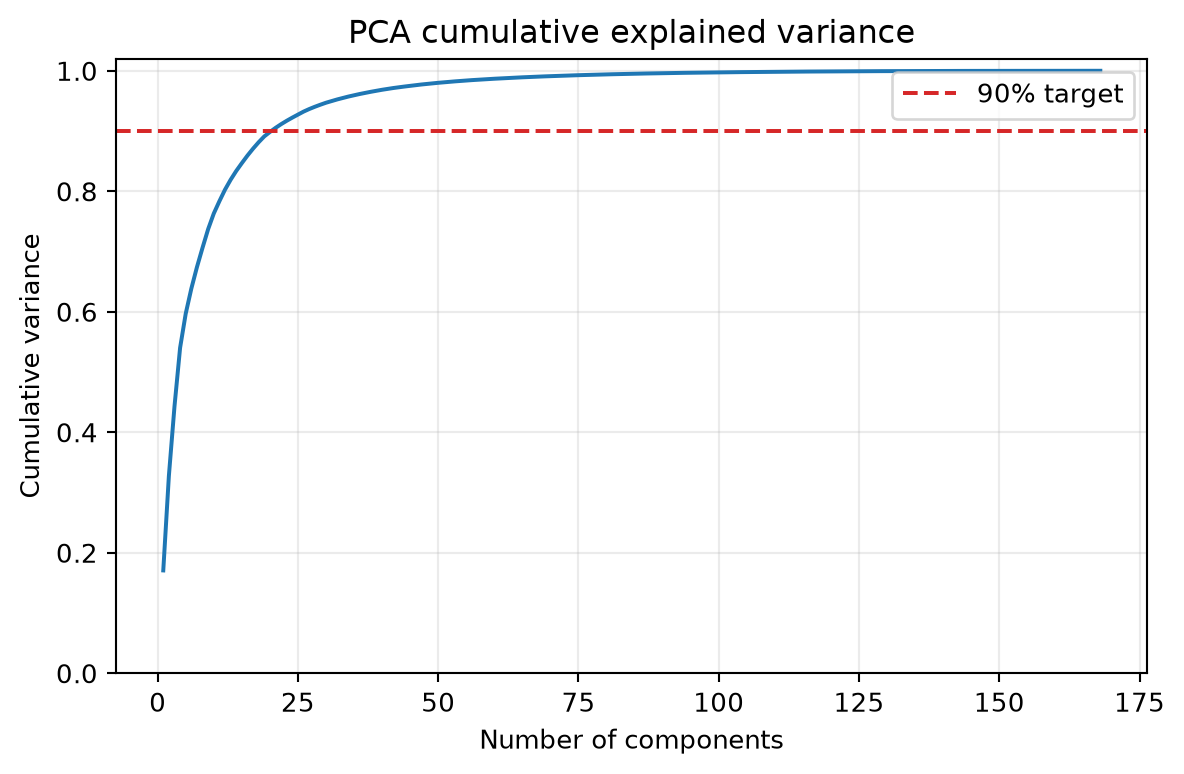 PCA cumulative explained variance
1.0
0.8
0.6
0.4
0.2
0.0
Cumulative variance
90% target
0 25 50 75 100 125 150 175
Number of components